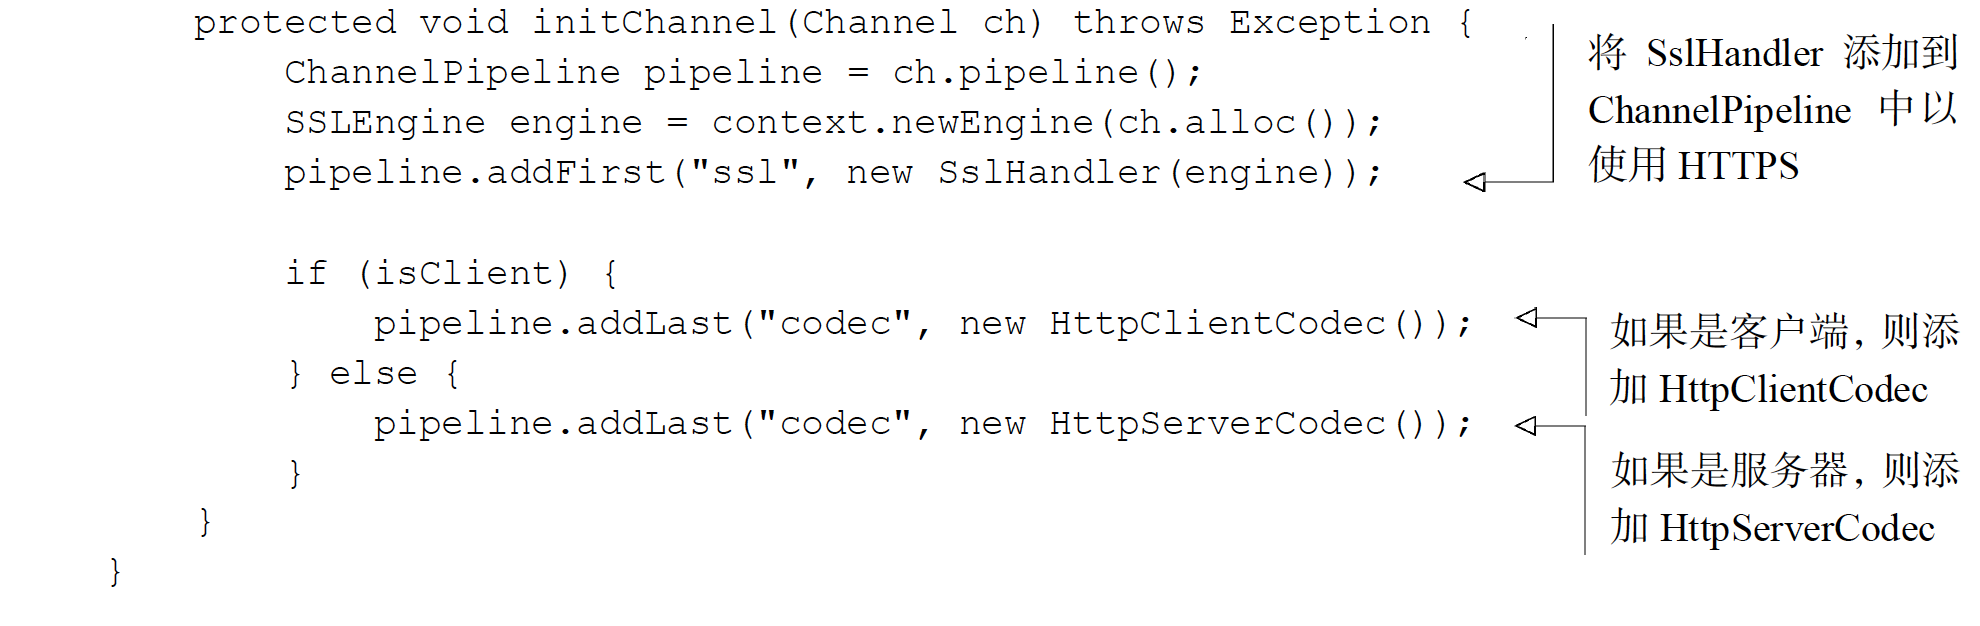 protected void initChannel(Channel ch) throws Exception {
ChannelPipeline pipeline = ch.pipeline();
SSLEngine engine = context.newEngine(ch.alloc());
pipeline.addFirst("ssl", new SslHandler(engine));
将 SslHandler 添加到
ChannelPipeline 中以
使用 HTTPS
if (isClient) {
pipeline.addLast("codec", new HttpClientCodec());
} else {
pipeline.addLast("codec", new HttpServerCodec());
}
}
}
如果是客户端，则添
加 HttpClientCodec
如果是服务器，则添
加 HttpServerCodec